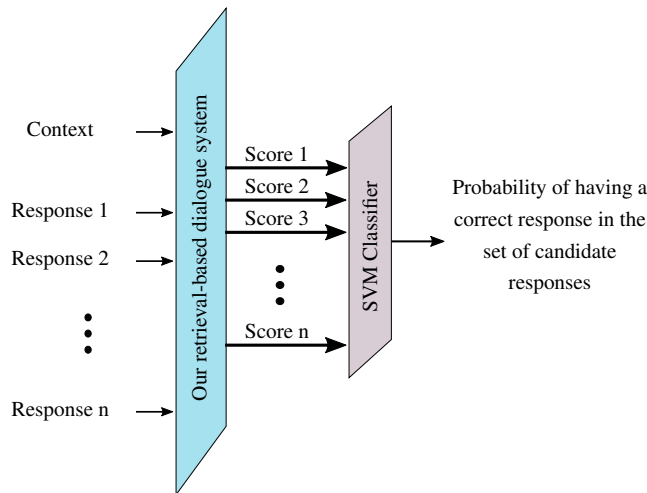 Context
Response 1
Response 2
Response n
Our retrieval-based dialogue system
Score 1
Score 2
Score 3
Score n
SVM Classifier
Probability of having a
correct response in the
set of candidate
responses